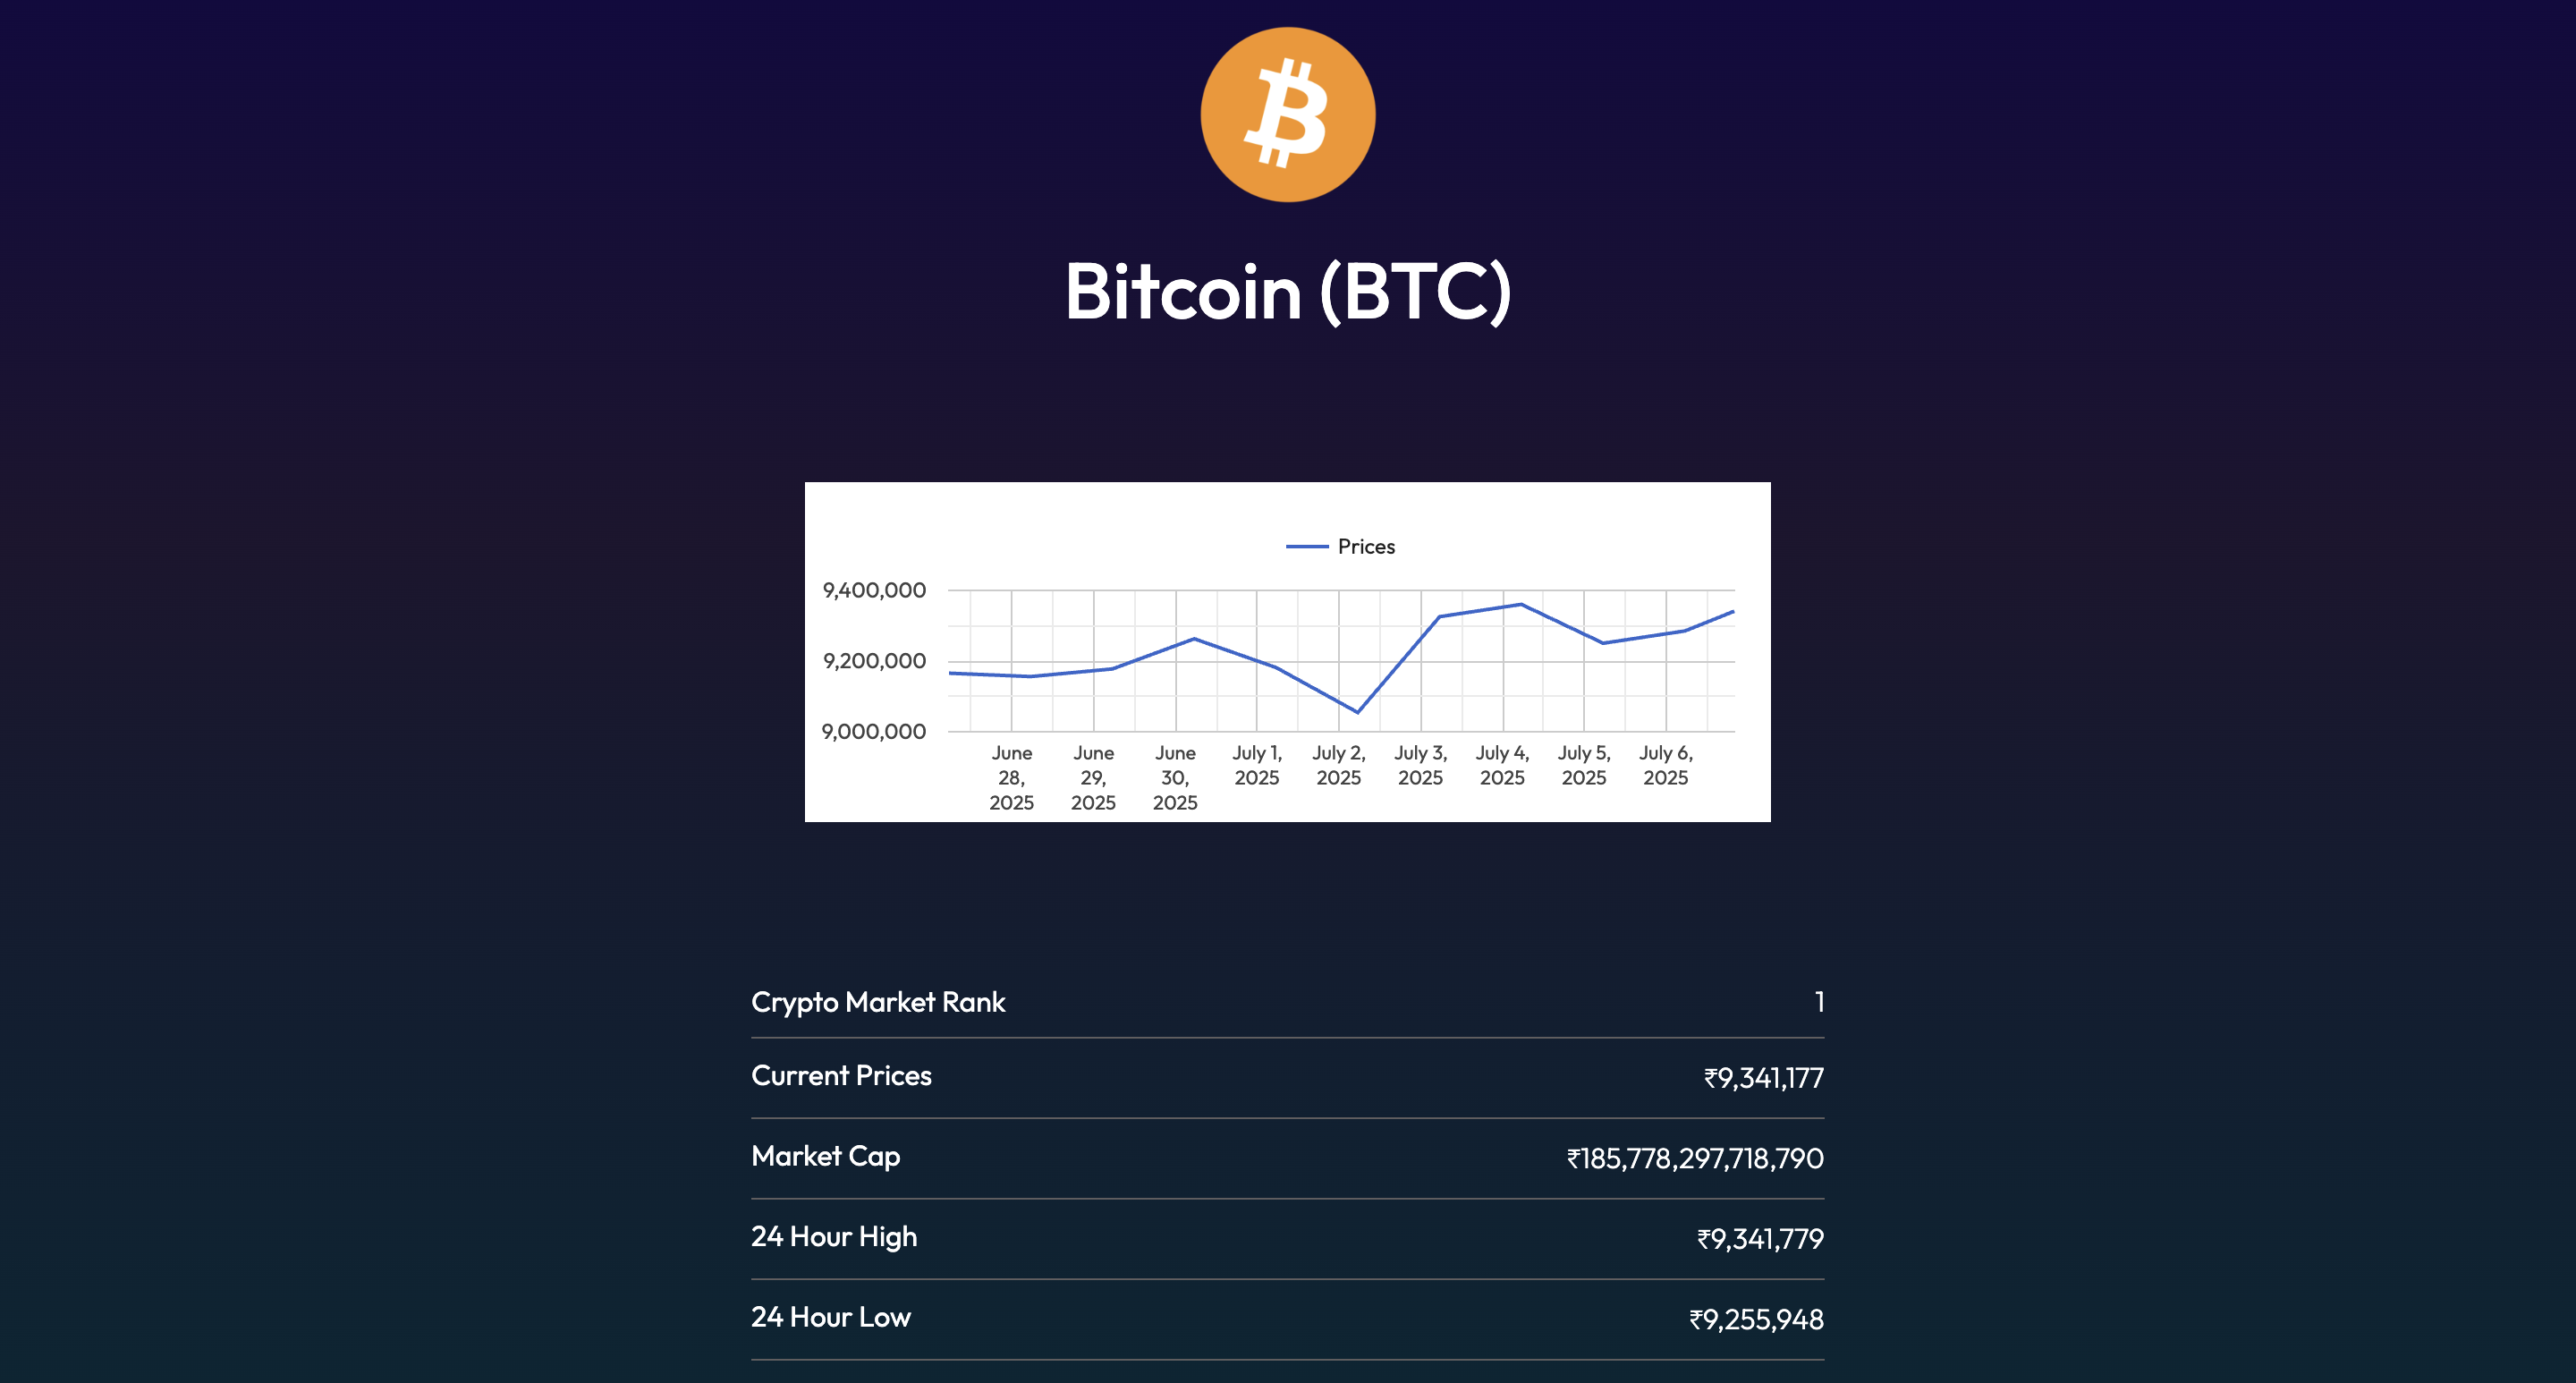 Bitcoin (BTC)
Prices
9,400,000
9,200,000
9,000,000
June 28, 2025
June 29, 2025
June 30, 2025
July 1, 2025
July 2, 2025
July 3, 2025
July 4, 2025
July 5, 2025
July 6, 2025
Crypto Market Rank 1
Current Prices ₹9,341,177
Market Cap ₹185,778,297,718,790
24 Hour High ₹9,341,779
24 Hour Low ₹9,255,948